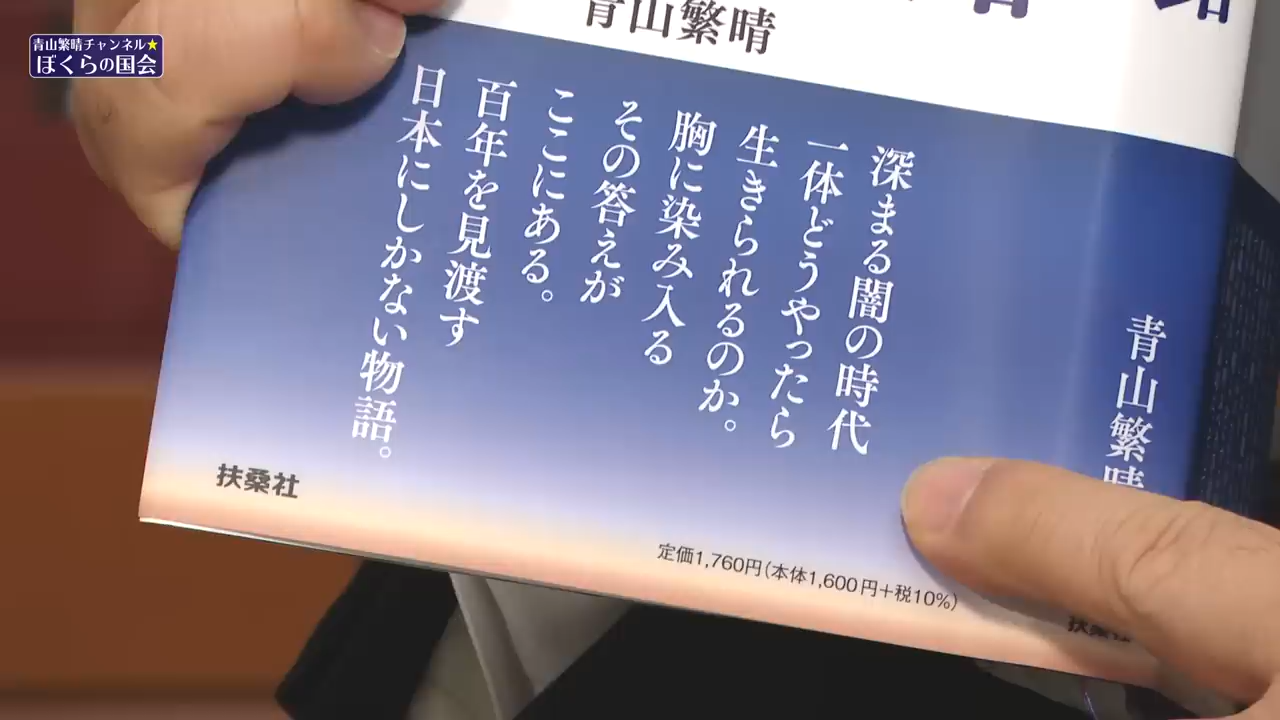 青山繁晴チャンネル★
ぼくらの国会
青山繁晴
深まる闇の時代
一体どうやったら
生きられるのか。
胸に染み入る
その答えが
ここにある。
百年を見渡す
日本にしかない物語。
扶桑社
定価1,760円(本体1,600円+税10%)
青山繁晴
扶桑社